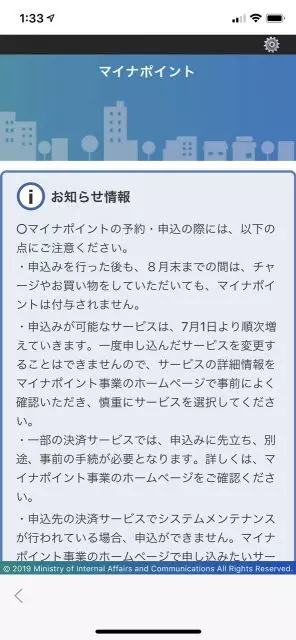 1:33
マイナポイント
お知らせ情報
〇マイナポイントの予約・申込の際には、以下の
点にご注意ください。
・申込みを行った後も、８月末までの間は、チャ
ージやお買い物をしていただいても、マイナポイ
ントは付与されません。
・申込みが可能なサービスは、7月1日より順次増
えていきます。一度申し込んだサービスを変更す
ることはできませんので、サービスの詳細情報を
マイナポイント事業のホームページで事前によく
確認いただき、慎重にサービスを選択してくださ
い。
・一部の決済サービスでは、申込みに先立ち、別
途、事前の手続が必要となります。詳しくは、マ
イナポイント事業のホームページをご確認くださ
い。
・申込先の決済サービスでシステムメンテナンス
が行われている場合、申込ができません。マイナ
ポイント事業のホームページで申し込みたいサー
© 2019 Ministry of Internal Affairs and Communications All Rights Reserved.